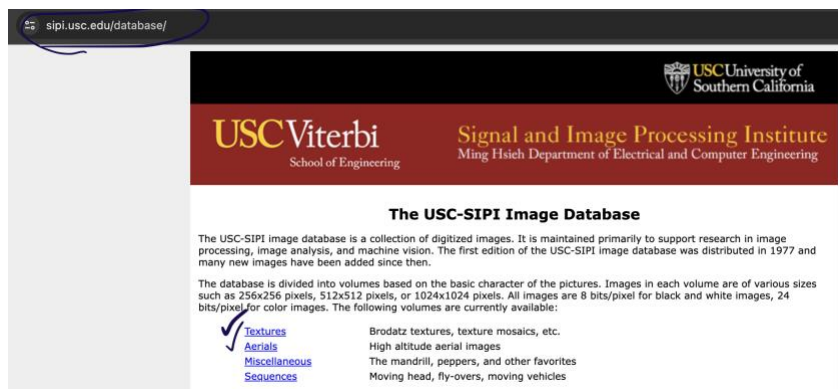 sipi.usc.edu/database/
USC University of
Southern California
USC Viterbi
School of Engineering
Signal and Image Processing Institute
Ming Hsieh Department of Electrical and Computer Engineering
The USC-SIPI Image Database
The USC-SIPI image database is a collection of digitized images. It is maintained primarily to support research in image
processing, image analysis, and machine vision. The first edition of the USC-SIPI image database was distributed in 1977 and
many new images have been added since then.
The database is divided into volumes based on the basic character of the pictures. Images in each volume are of various sizes
such as 256x256 pixels, 512x512 pixels, or 1024x1024 pixels. All images are 8 bits/pixel for black and white images, 24
bits/pixel for color images. The following volumes are currently available:
Textures Brodatz textures, texture mosaics, etc.
Aerials High altitude aerial images
Miscellaneous The mandrill, peppers, and other favorites
Sequences Moving head, fly-overs, moving vehicles